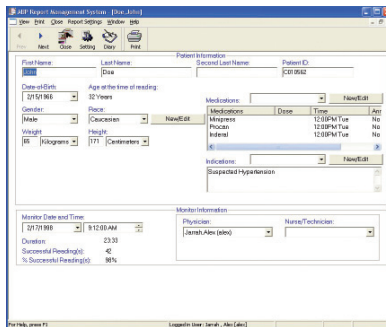 ABP Report Management System - [Doe, John]
View Print Close Report Settings Window Help
Prev Next Close Setting Diary Print
Patient Information
First Name: Last Name: Second Last Name: Patient ID:
John Doe C010562
Date-of-Birth: Age at the time of reading:
2/15/1966 32 Years
Gender: Race:
Male Caucasian New/Edit
Weight Height:
65 Kilograms 171 Centimeters
Medications: New/Edit
Medications Dose Time
Minipress 12:00PM Tue No
Procan 12:00PM Tue No
Inderal 12:00PM Tue No
Indications: New/Edit
Suspected Hypertension
Monitor Information
Monitor Date and Time:
2/17/1998 9:12:00 AM
Duration: 23:33
Successful Reading(s): 42
% Successful Reading(s): 98%
Physician: Nurse/Technician:
Jarrah,Alex (alex)
For Help, press F1 Logged in User : Jarrah , Alex [alex]